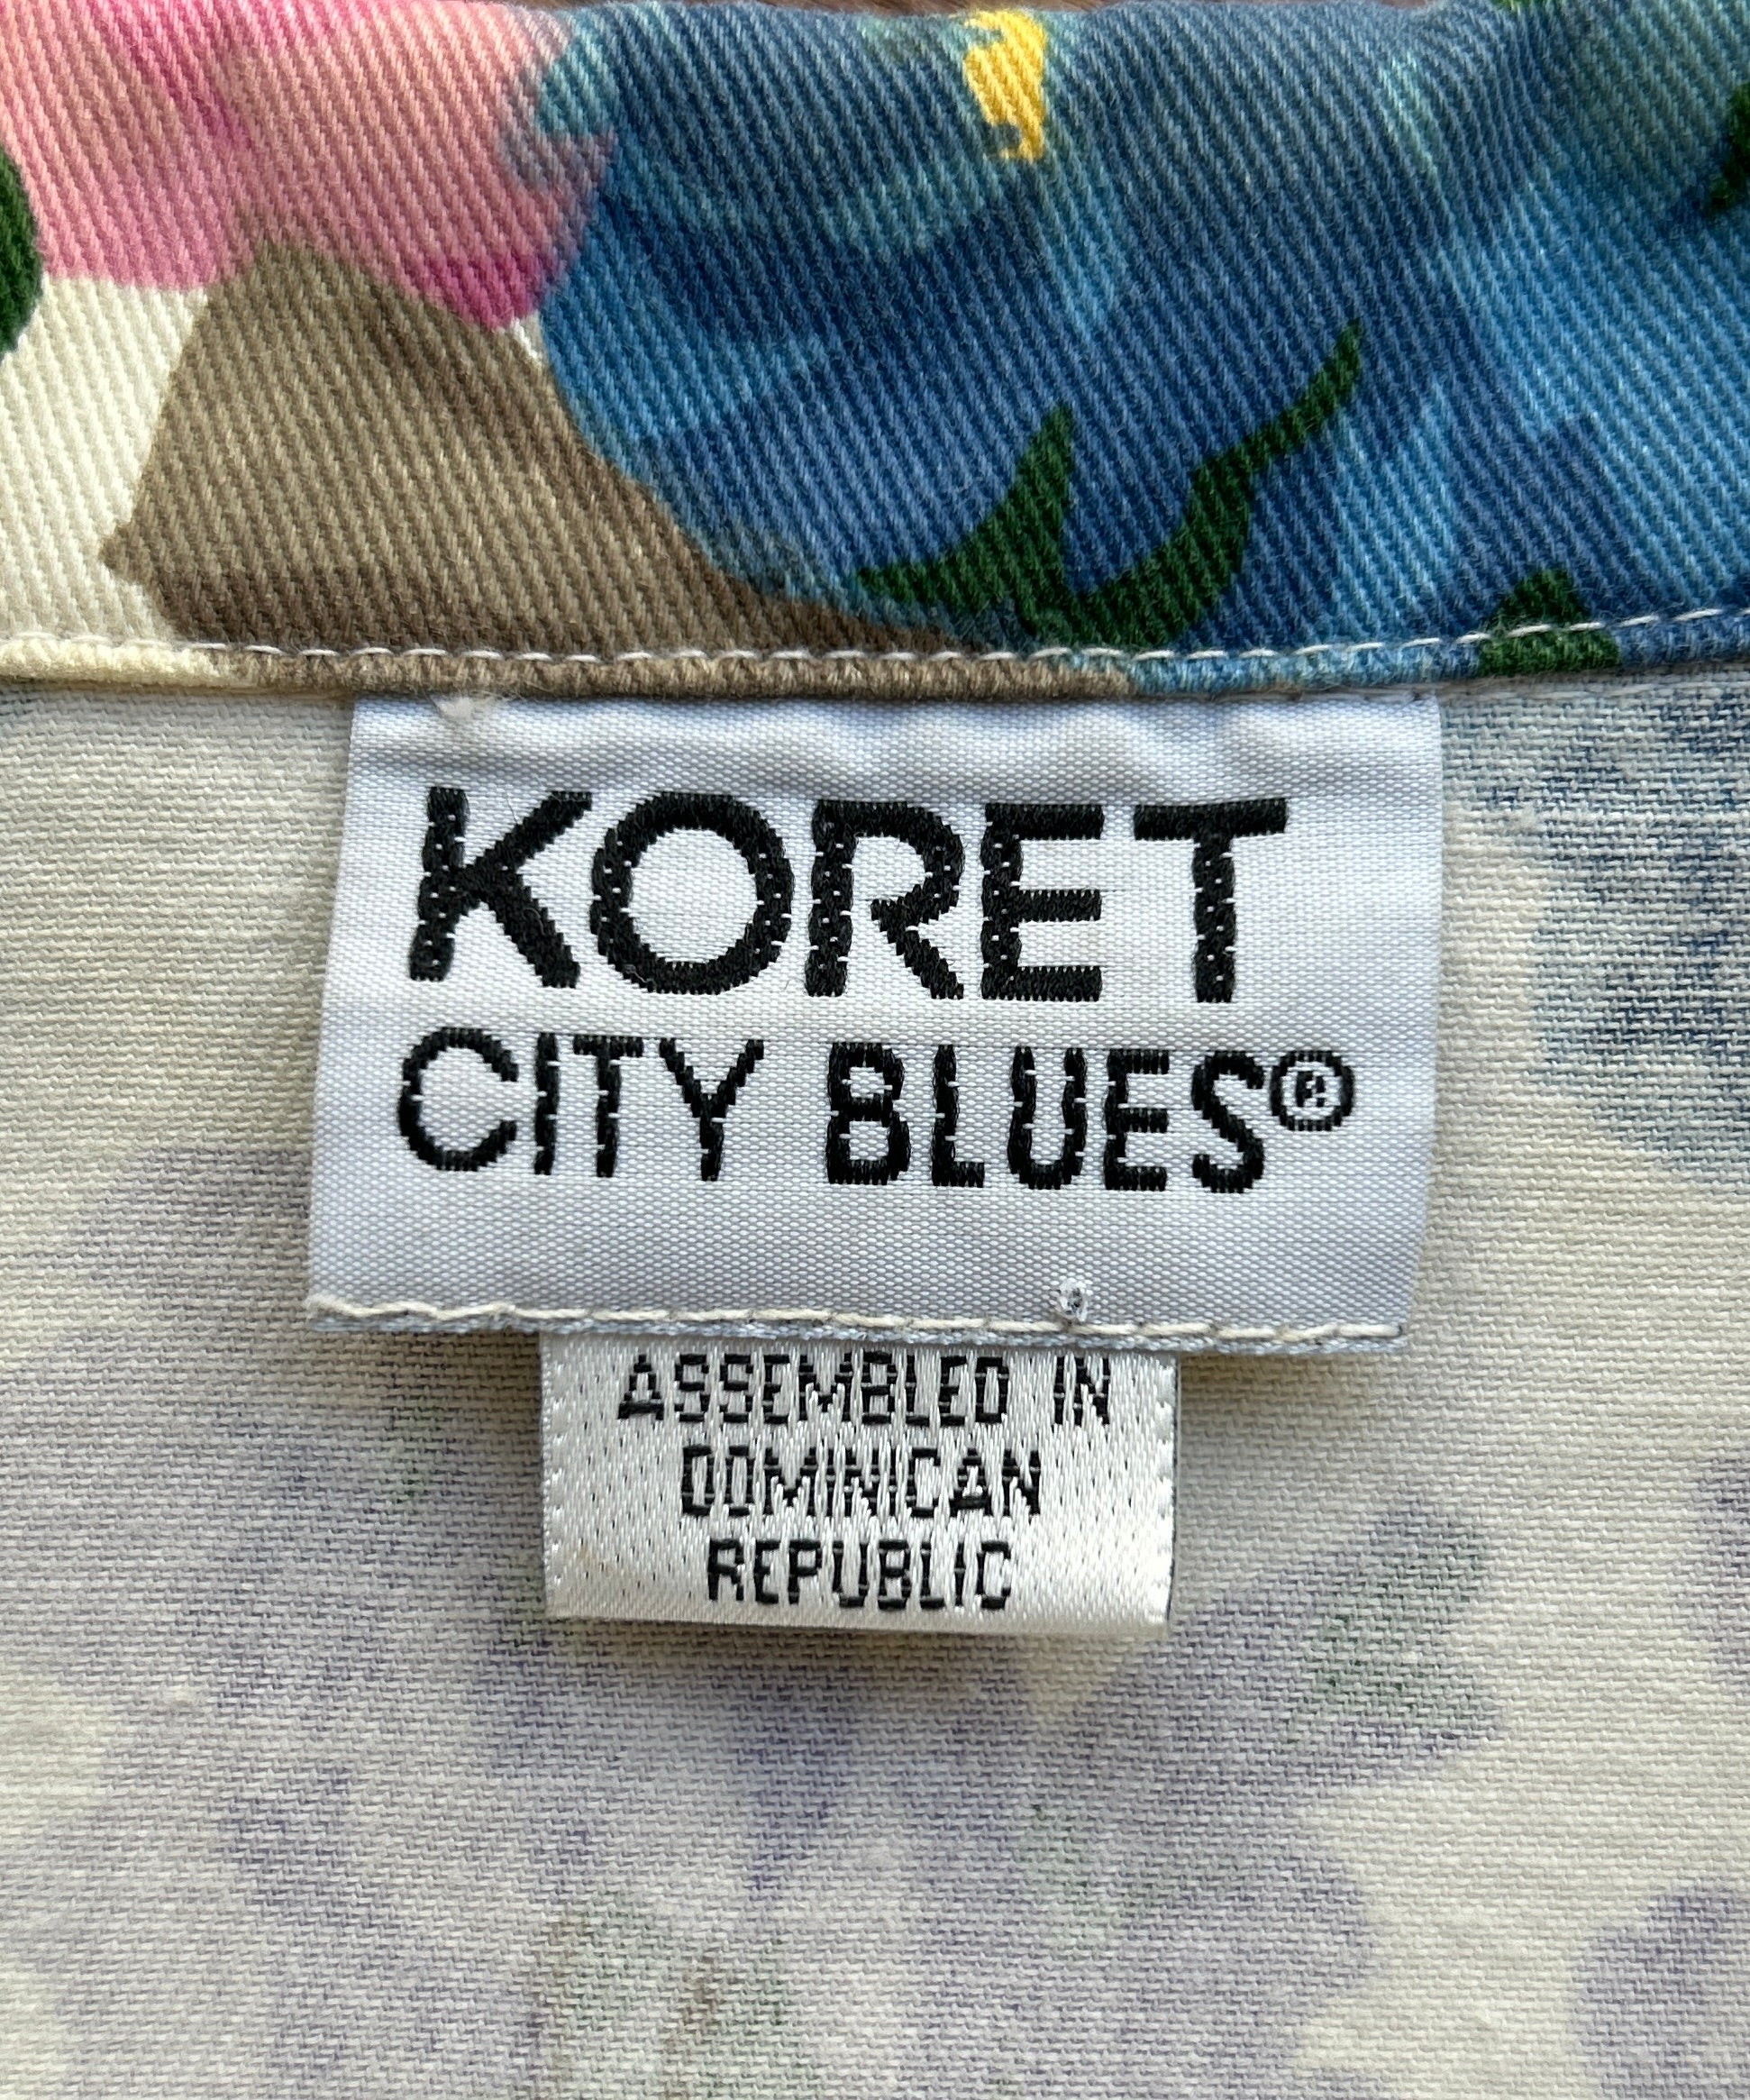 KORET
CITY BLUES®
ASSEMBLED IN
DOMINICAN
REPUBLIC